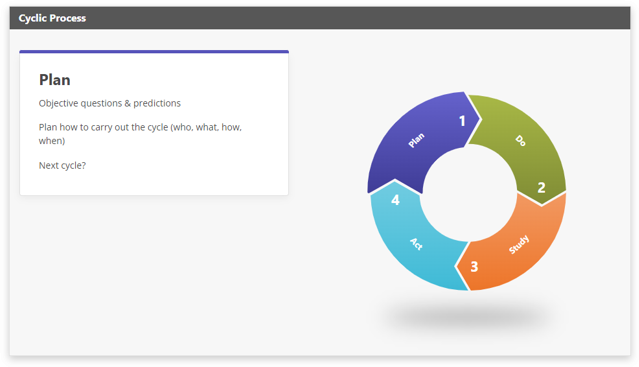 Cyclic Process
Plan
Objective questions & predictions
Plan how to carry out the cycle (who, what, how,
when)
Next cycle?
1
Plan
Do
2
Study
3
Act
4